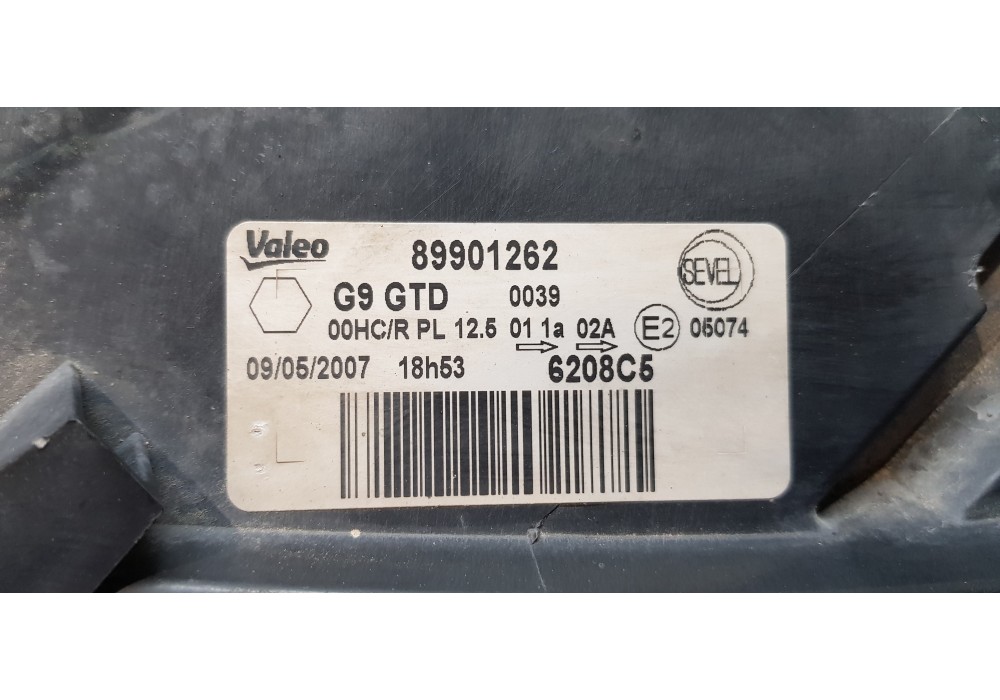 Valeo 89901262 SEVEL
G9 GTD 0039
00HC/R PL 12.5 01 1a 02A E2 05074
09/05/2007 18h53 6208C5